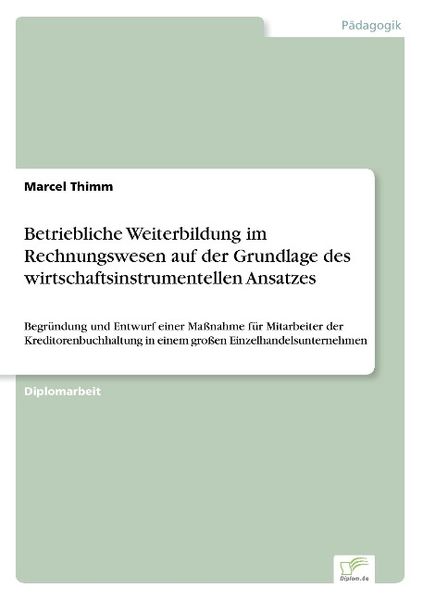 Pädagogik
Marcel Thimm
Betriebliche Weiterbildung im
Rechnungswesen auf der Grundlage des
wirtschaftsinstrumentellen Ansatzes
Begründung und Entwurf einer Maßnahme für Mitarbeiter der
Kreditorenbuchhaltung in einem großen Einzelhandelsunternehmen
Diplomarbeit
Diplom.de